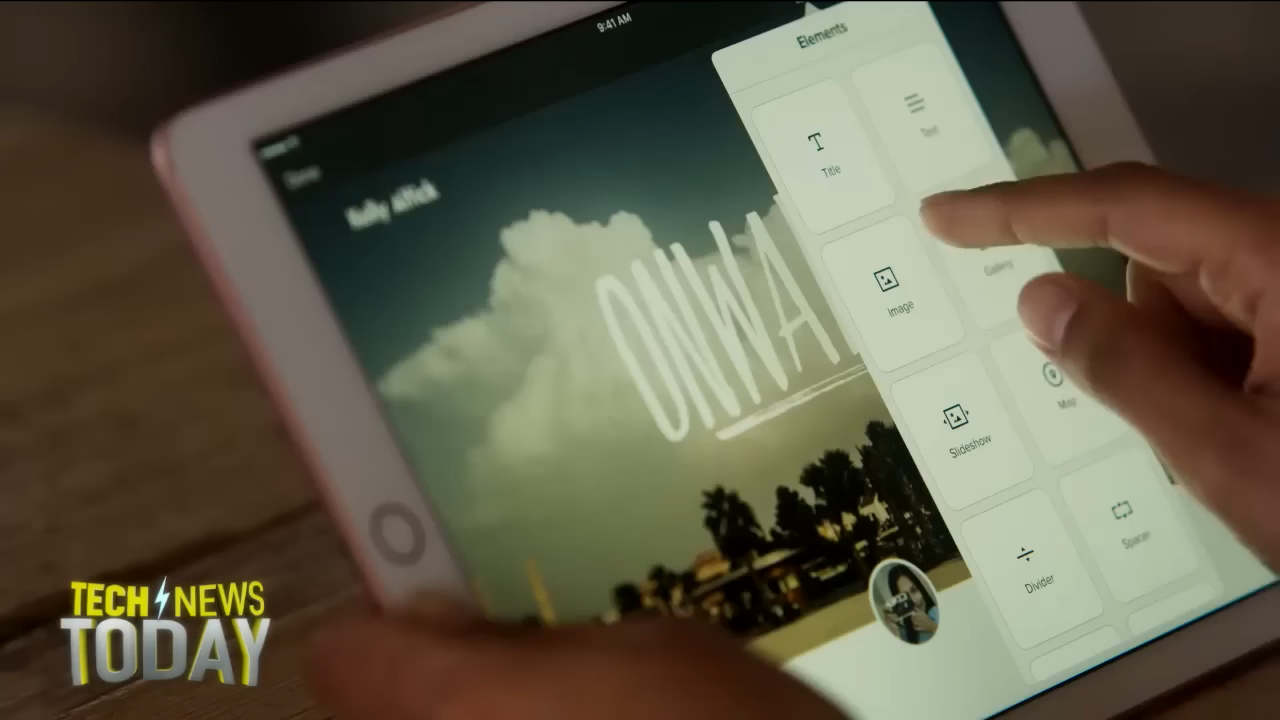 9:41 AM
Elements
Title
Text
ONWA
Image
Gallery
Slideshow
Map
Divider
Spacer
TECH NEWS
TODAY